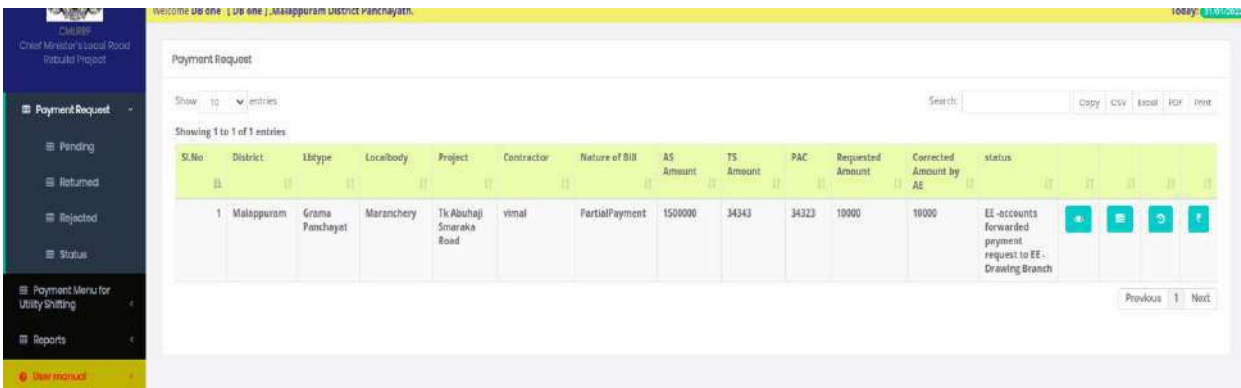 Welcome DB one [ DB one ],Malappuram District Panchayath.
Today: 31/01/2022
CMLRRP
Chief Minister's Local Road
Rebuild Project
Payment Request
Pending
Returned
Rejected
Status
Payment Menu for
Utility Shifting
Reports
User manual
Payment Request
Show 10 entries
Search:
Copy CSV Excel PDF Print
Showing 1 to 1 of 1 entries
Sl.No District Lbtype Localbody Project Contractor Nature of Bill AS Amount TS Amount PAC Requested Amount Corrected Amount by AE status
1 Malappuram Grama Panchayat Maranchery Tk Abuhaji Smaraka Road vimal PartialPayment 1500000 34343 34323 10000 10000 EE-accounts forwarded payment request to EE-Drawing Branch
Previous 1 Next